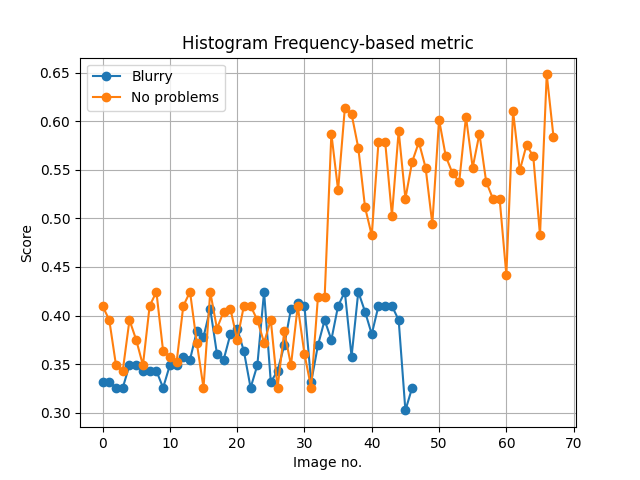 Histogram Frequency-based metric
Blurry
No problems
0.65
0.60
0.55
0.50
0.45
0.40
0.35
0.30
Score
0 10 20 30 40 50 60 70
Image no.